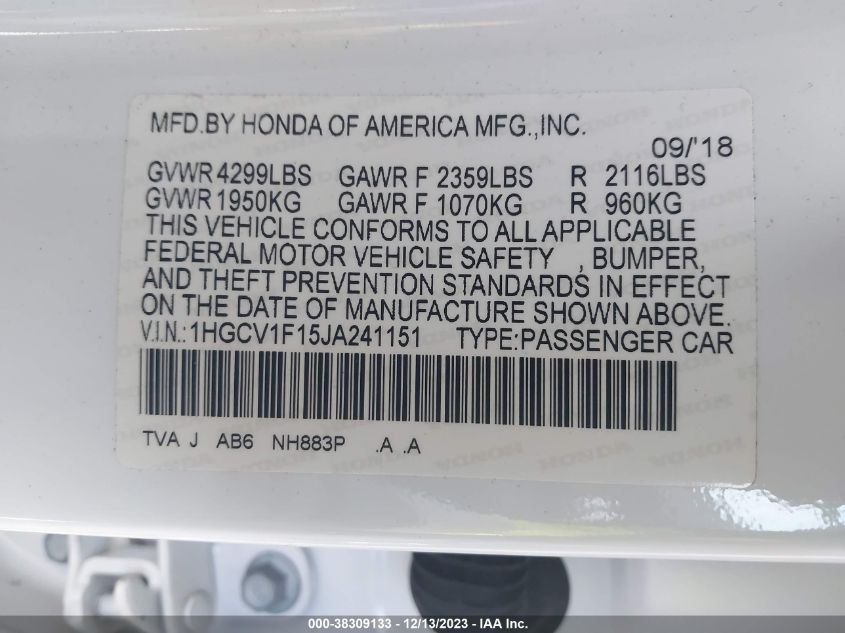 MFD.BY HONDA OF AMERICA MFG.,INC.
09/'18
GVWR 4299LBS GAWR F 2359LBS R 2116LBS
GVWR 1950KG GAWR F 1070KG R 960KG
THIS VEHICLE CONFORMS TO ALL APPLICABLE
FEDERAL MOTOR VEHICLE SAFETY , BUMPER,
AND THEFT PREVENTION STANDARDS IN EFFECT
ON THE DATE OF MANUFACTURE SHOWN ABOVE.
V.I.N.:1HGCV1F15JA241151 TYPE:PASSENGER CAR
TVA J AB6 NH883P .A .A
000-38309133 - 12/13/2023 - IAA Inc.